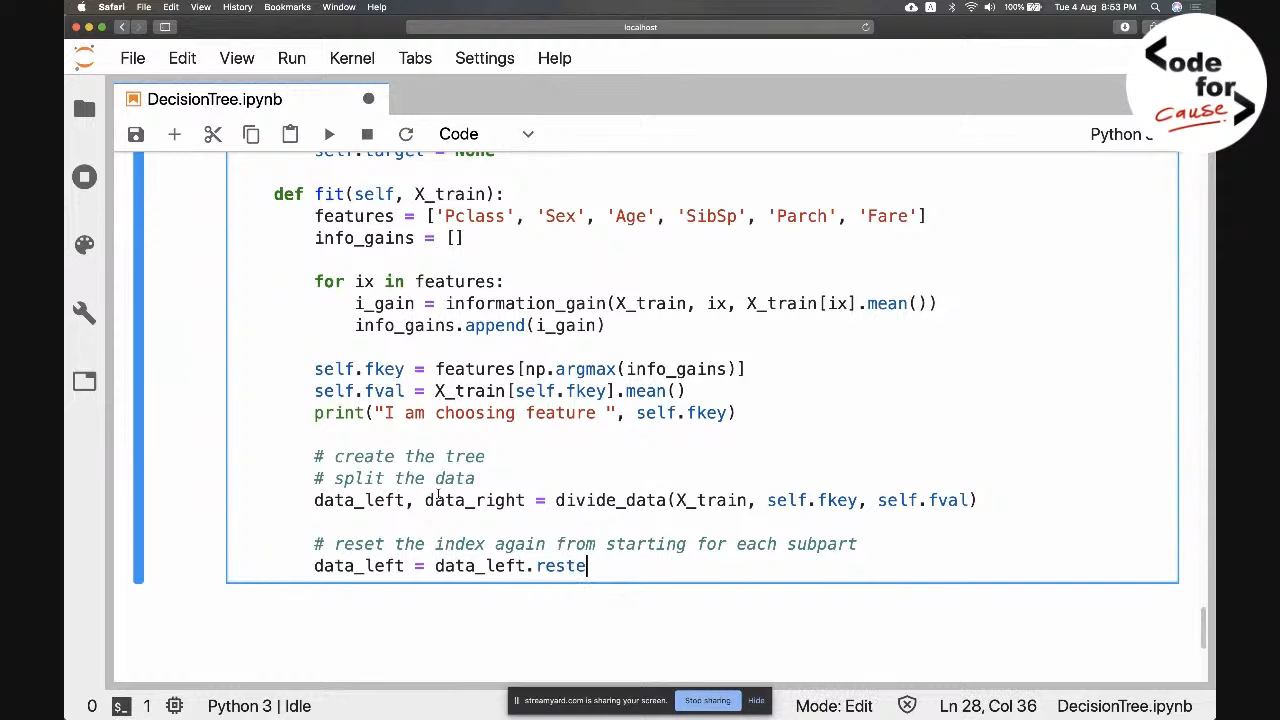 Safari File Edit View History Bookmarks Window Help 100% Tue 4 Aug 8:53 PM
localhost
<ode for cause>
File Edit View Run Kernel Tabs Settings Help
DecisionTree.ipynb
Code Python 3
self.target = None
def fit(self, X_train):
features = ['Pclass', 'Sex', 'Age', 'SibSp', 'Parch', 'Fare']
info_gains = []
for ix in features:
i_gain = information_gain(X_train, ix, X_train[ix].mean())
info_gains.append(i_gain)
self.fkey = features[np.argmax(info_gains)]
self.fval = X_train[self.fkey].mean()
print("I am choosing feature ", self.fkey)
# create the tree
# split the data
data_left, data_right = divide_data(X_train, self.fkey, self.fval)
# reset the index again from starting for each subpart
data_left = data_left.reste
streamyard.com is sharing your screen. Stop sharing Hide
0 $_ 1 Python 3 | Idle Mode: Edit Ln 28, Col 36 DecisionTree.ipynb